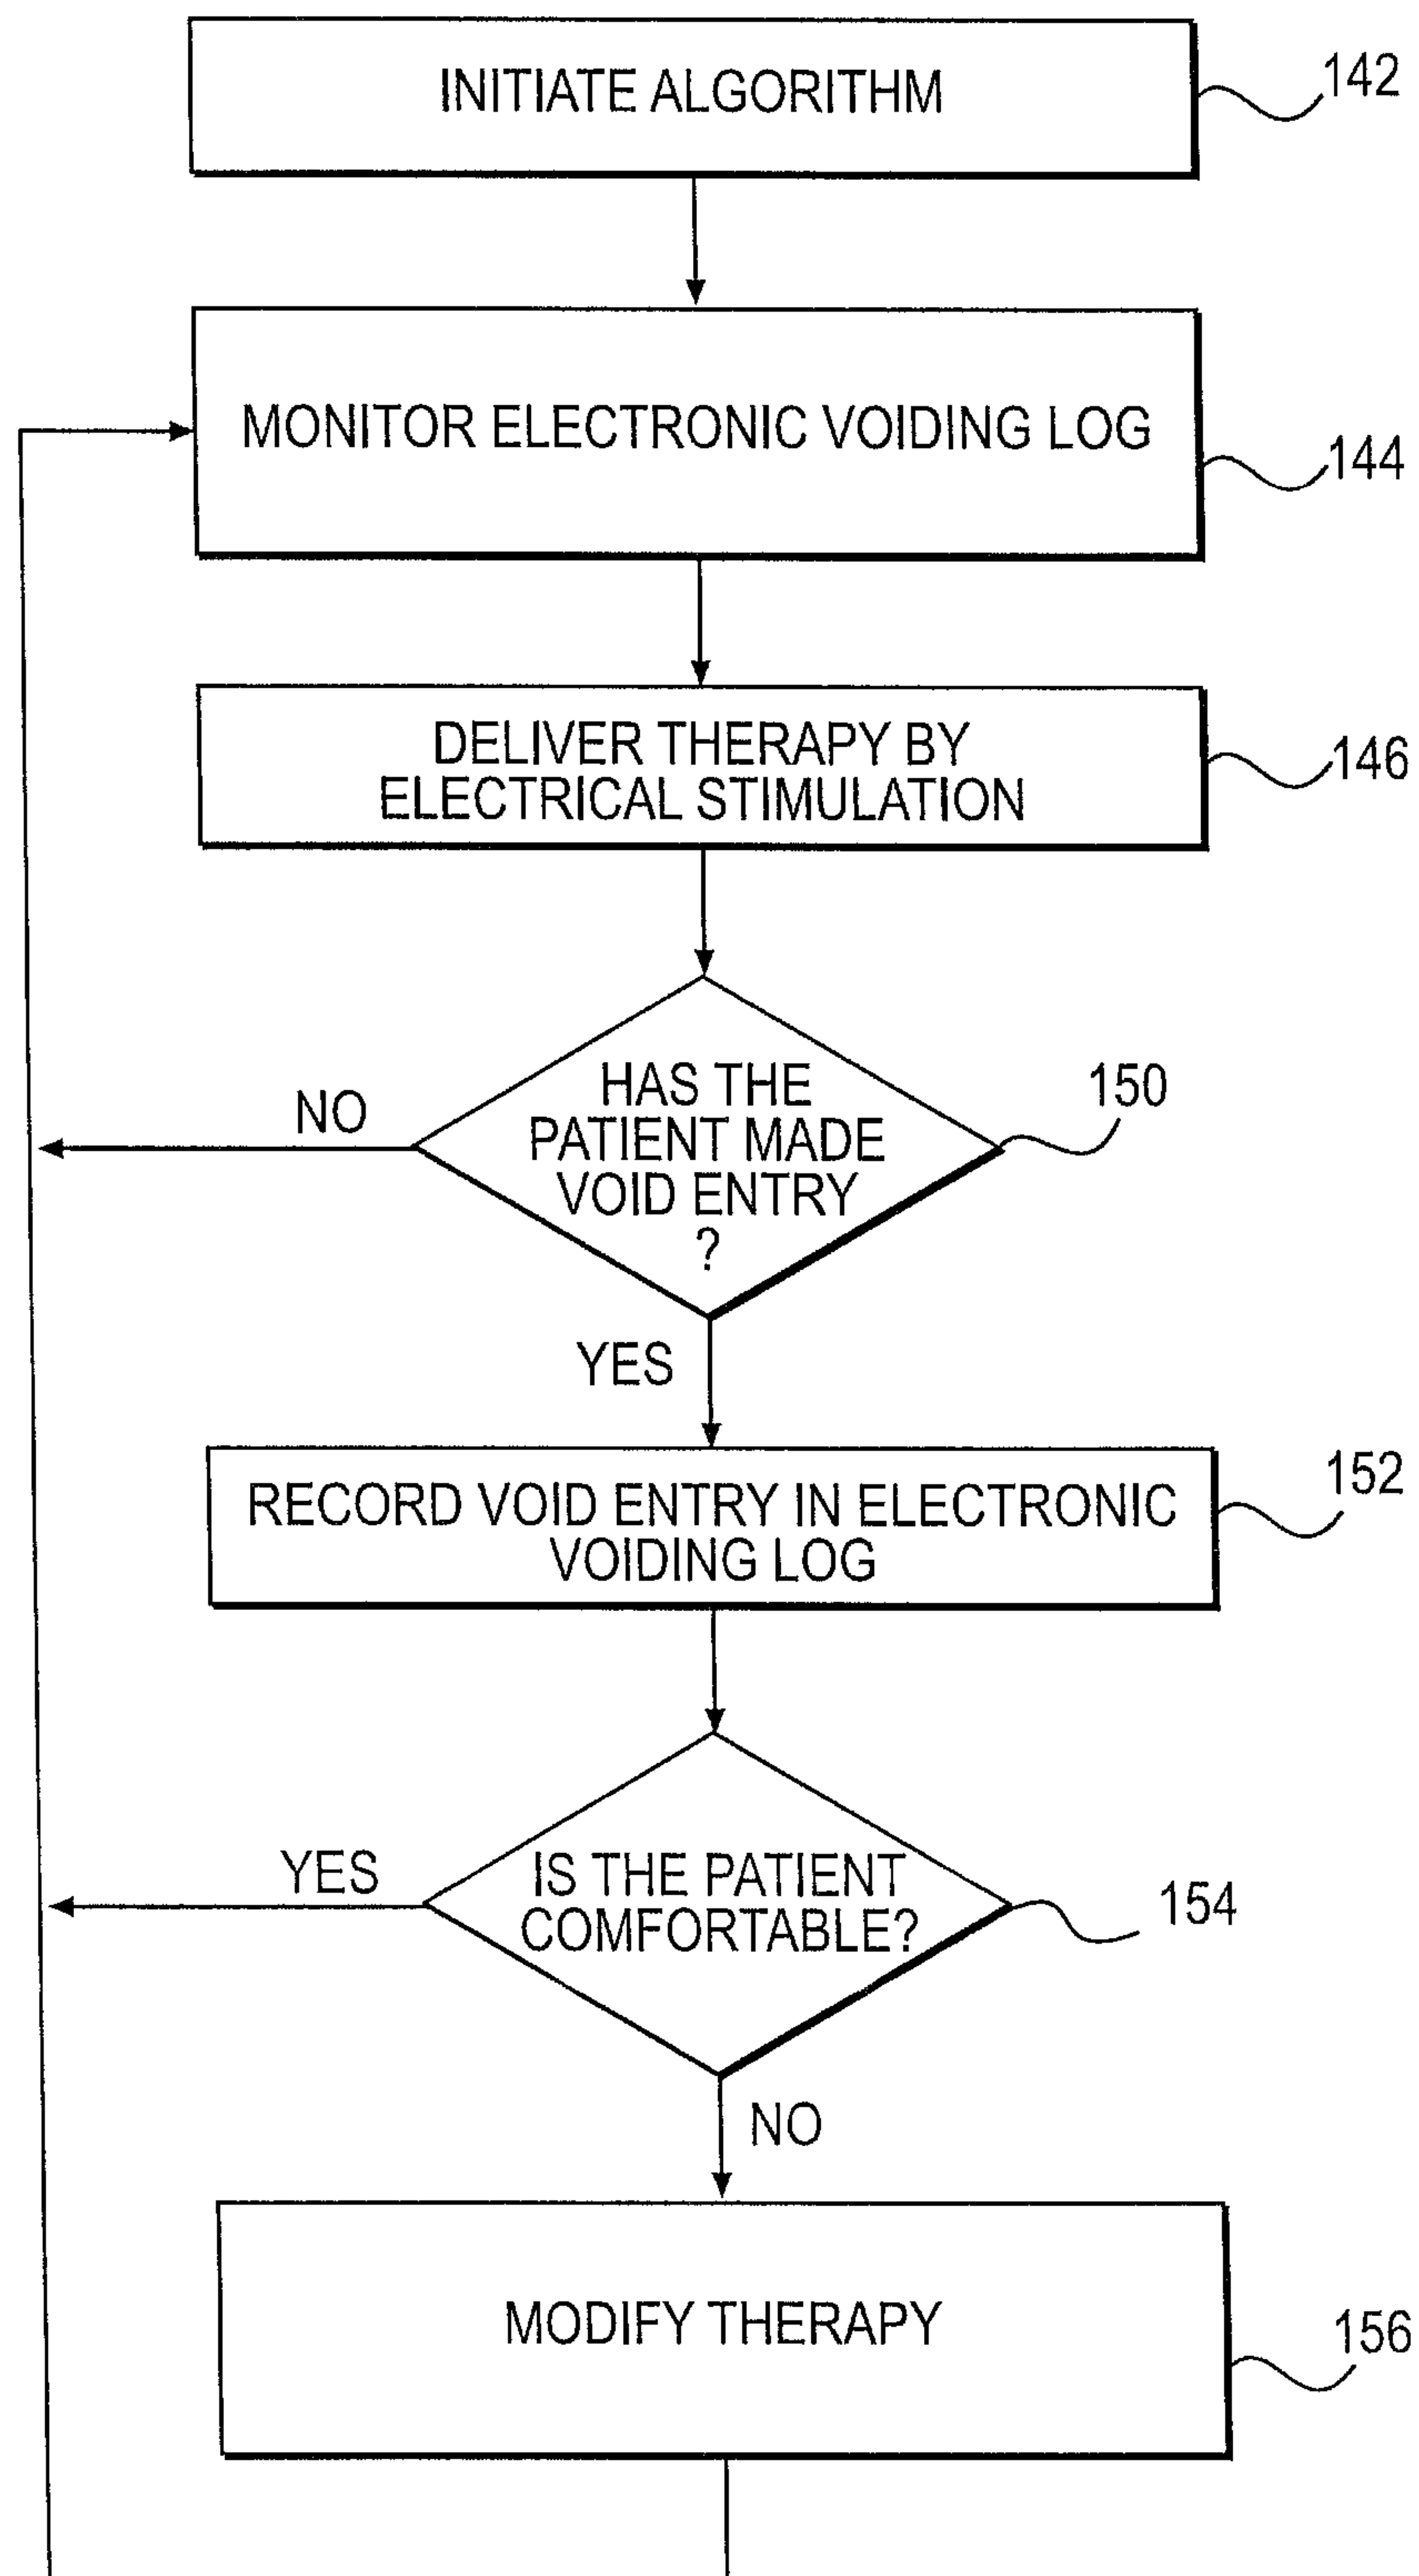 INITIATE ALGORITHM
142
MONITOR ELECTRONIC VOIDING LOG
144
DELIVER THERAPY BY
ELECTRICAL STIMULATION
146
HAS THE
PATIENT MADE
VOID ENTRY
?
150
NO
YES
RECORD VOID ENTRY IN ELECTRONIC
VOIDING LOG
152
IS THE PATIENT
COMFORTABLE?
154
YES
NO
MODIFY THERAPY
156